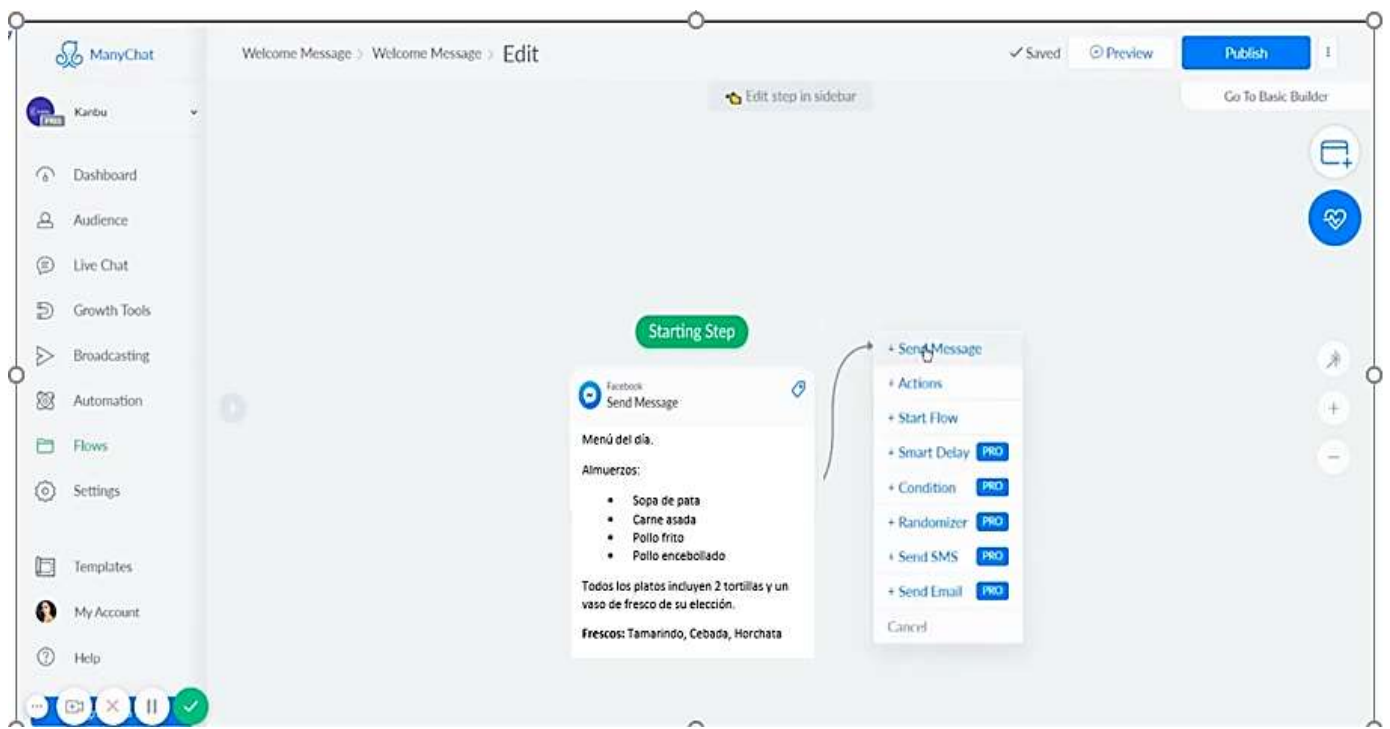 ManyChat
Welcome Message > Welcome Message > Edit
✓ Saved
Preview
Publish
Edit step in sidebar
Go To Basic Builder
Kanbu
PRO
Dashboard
Audience
Live Chat
Growth Tools
Broadcasting
Automation
Flows
Settings
Templates
My Account
Help
Starting Step
Facebook
Send Message
Menú del día.
Almuerzos:
• Sopa de pata
• Carne asada
• Pollo frito
• Pollo encebollado
Todos los platos incluyen 2 tortillas y un
vaso de fresco de su elección.
Frescos: Tamarindo, Cebada, Horchata
+ Send Message
+ Actions
+ Start Flow
+ Smart Delay PRO
+ Condition PRO
+ Randomizer PRO
+ Send SMS PRO
+ Send Email PRO
Cancel